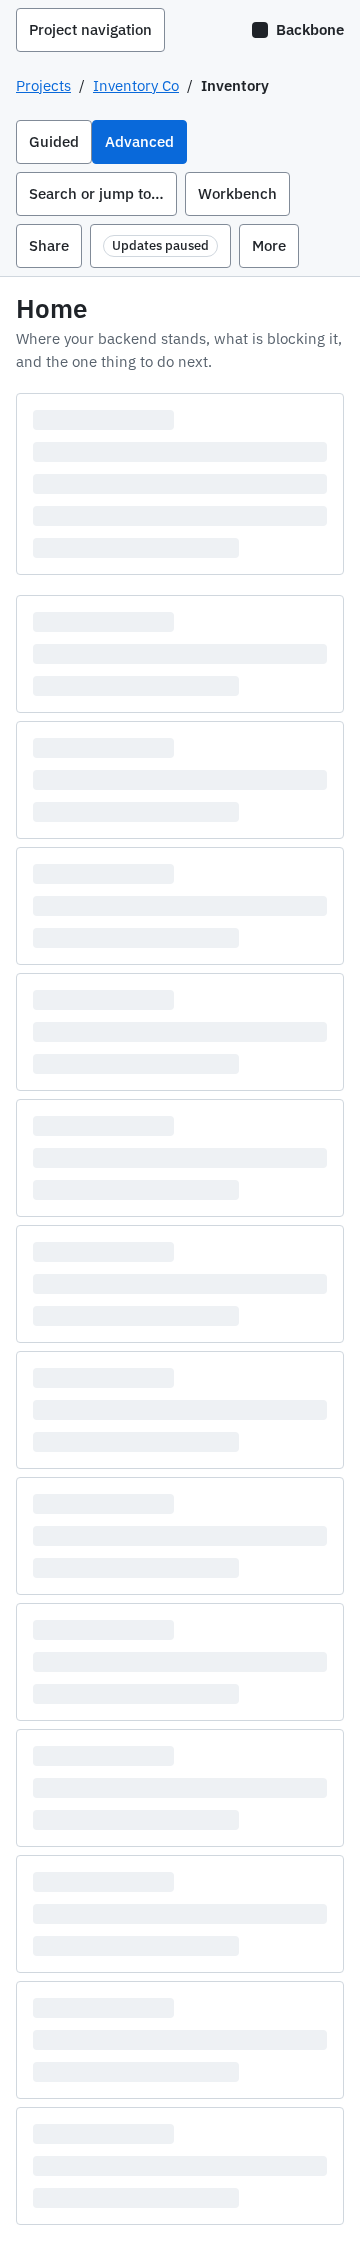 Project navigation
Backbone
Projects / Inventory Co / Inventory
Guided Advanced
Search or jump to… Workbench
Share Updates paused More
Home
Where your backend stands, what is blocking it,
and the one thing to do next.